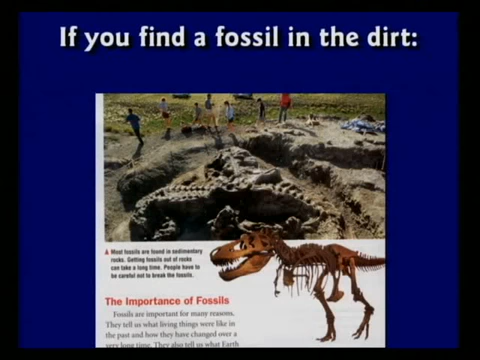 If you find a fossil in the dirt:
▲ Most fossils are found in sedimentary
rocks. Getting fossils out of rocks
can take a long time. People have to
be careful not to break the fossils.
The Importance of Fossils
Fossils are important for many reasons.
They tell us what living things were like in
the past and how they have changed over a
very long time. They also tell us what Earth